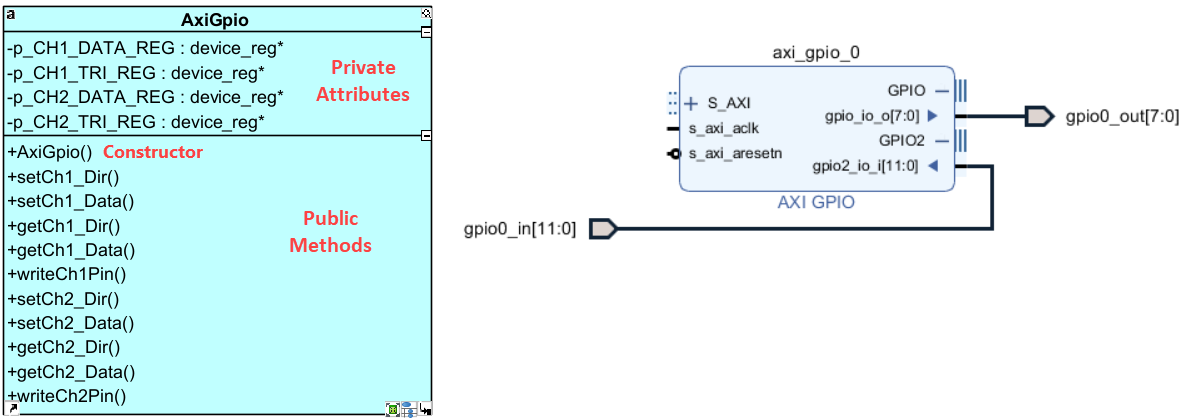 a
AxiGpio
-p_CH1_DATA_REG : device_reg*
-p_CH1_TRI_REG : device_reg*
-p_CH2_DATA_REG : device_reg*
-p_CH2_TRI_REG : device_reg*
Private
Attributes
+AxiGpio() Constructor
+setCh1_Dir()
+setCh1_Data()
+getCh1_Dir()
+getCh1_Data()
+writeCh1Pin()
+setCh2_Dir()
+setCh2_Data()
+getCh2_Dir()
+getCh2_Data()
+writeCh2Pin()
Public
Methods
axi_gpio_0
S_AXI
s_axi_aclk
s_axi_aresetn
GPIO
gpio_io_o[7:0]
GPIO2
gpio2_io_i[11:0]
AXI GPIO
gpio0_out[7:0]
gpio0_in[11:0]